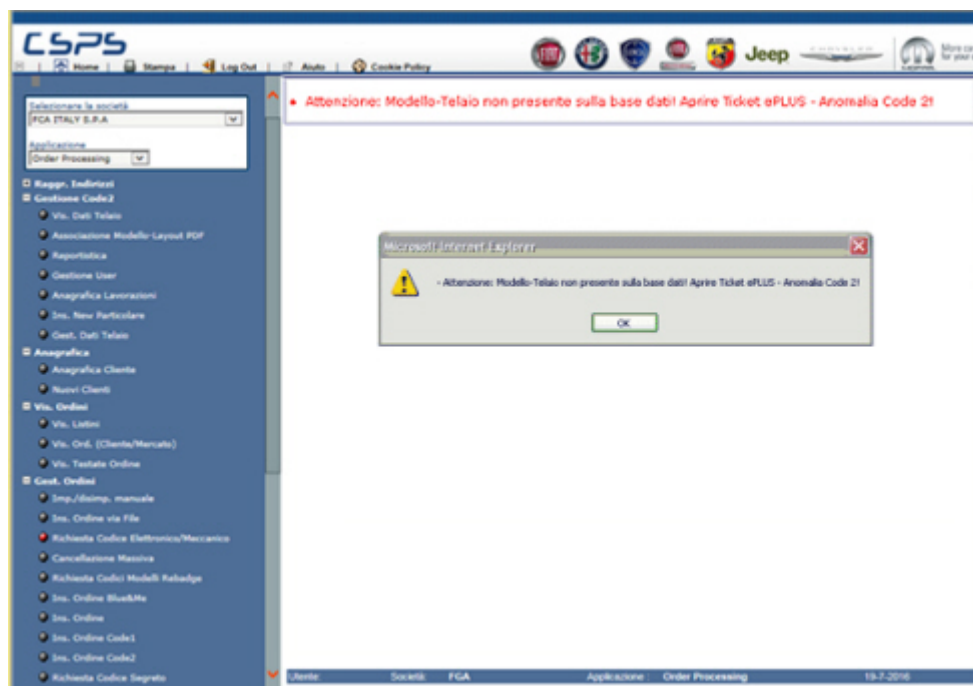 CSPS
Home | Stampa | Log Out | Aiuto | Cookie Policy
Jeep
CHRYSLER
More ca
for your
Selezionare la società
FCA ITALY S.P.A
Applicazione
Order Processing
Raggr. Indirizzi
Gestione Code2
Vis. Dati Telaio
Associazione Modello-Layout PDF
Reportistica
Gestione User
Anagrafica Lavorazioni
Ins. New Particolare
Gest. Dati Telaio
Anagrafica
Anagrafica Cliente
Nuovi Clienti
Vis. Ordini
Vis. Listini
Vis. Ord. (Cliente/Mercato)
Vis. Testate Ordine
Gest. Ordini
Imp./disimp. manuale
Ins. Ordine via File
Richiesta Codice Elettronico/Meccanico
Cancellazione Massiva
Richiesta Codici Modelli Rebadge
Ins. Ordine Blue&Me
Ins. Ordine
Ins. Ordine Code1
Ins. Ordine Code2
Richiesta Codice Segreto
Attenzione: Modello-Telaio non presente sulla base dati! Aprire Ticket ePLUS - Anomalia Code 2!
Microsoft Internet Explorer
- Attenzione: Modello-Telaio non presente sulla base dati! Aprire Ticket ePLUS - Anomalia Code 2!
OK
Utente: Società: FGA Applicazione : Order Processing 19-7-2016